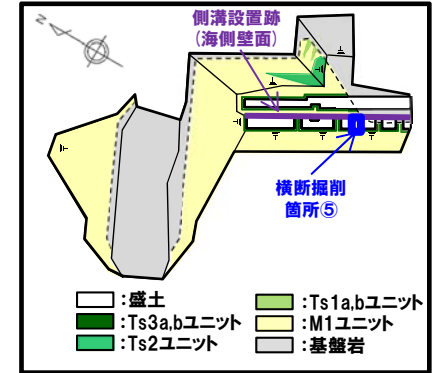 N
側溝設置跡
(海側壁面)
横断掘削
箇所⑤
:盛土
:Ts1a,bユニット
:Ts3a,bユニット
:M1ユニット
:Ts2ユニット
:基盤岩